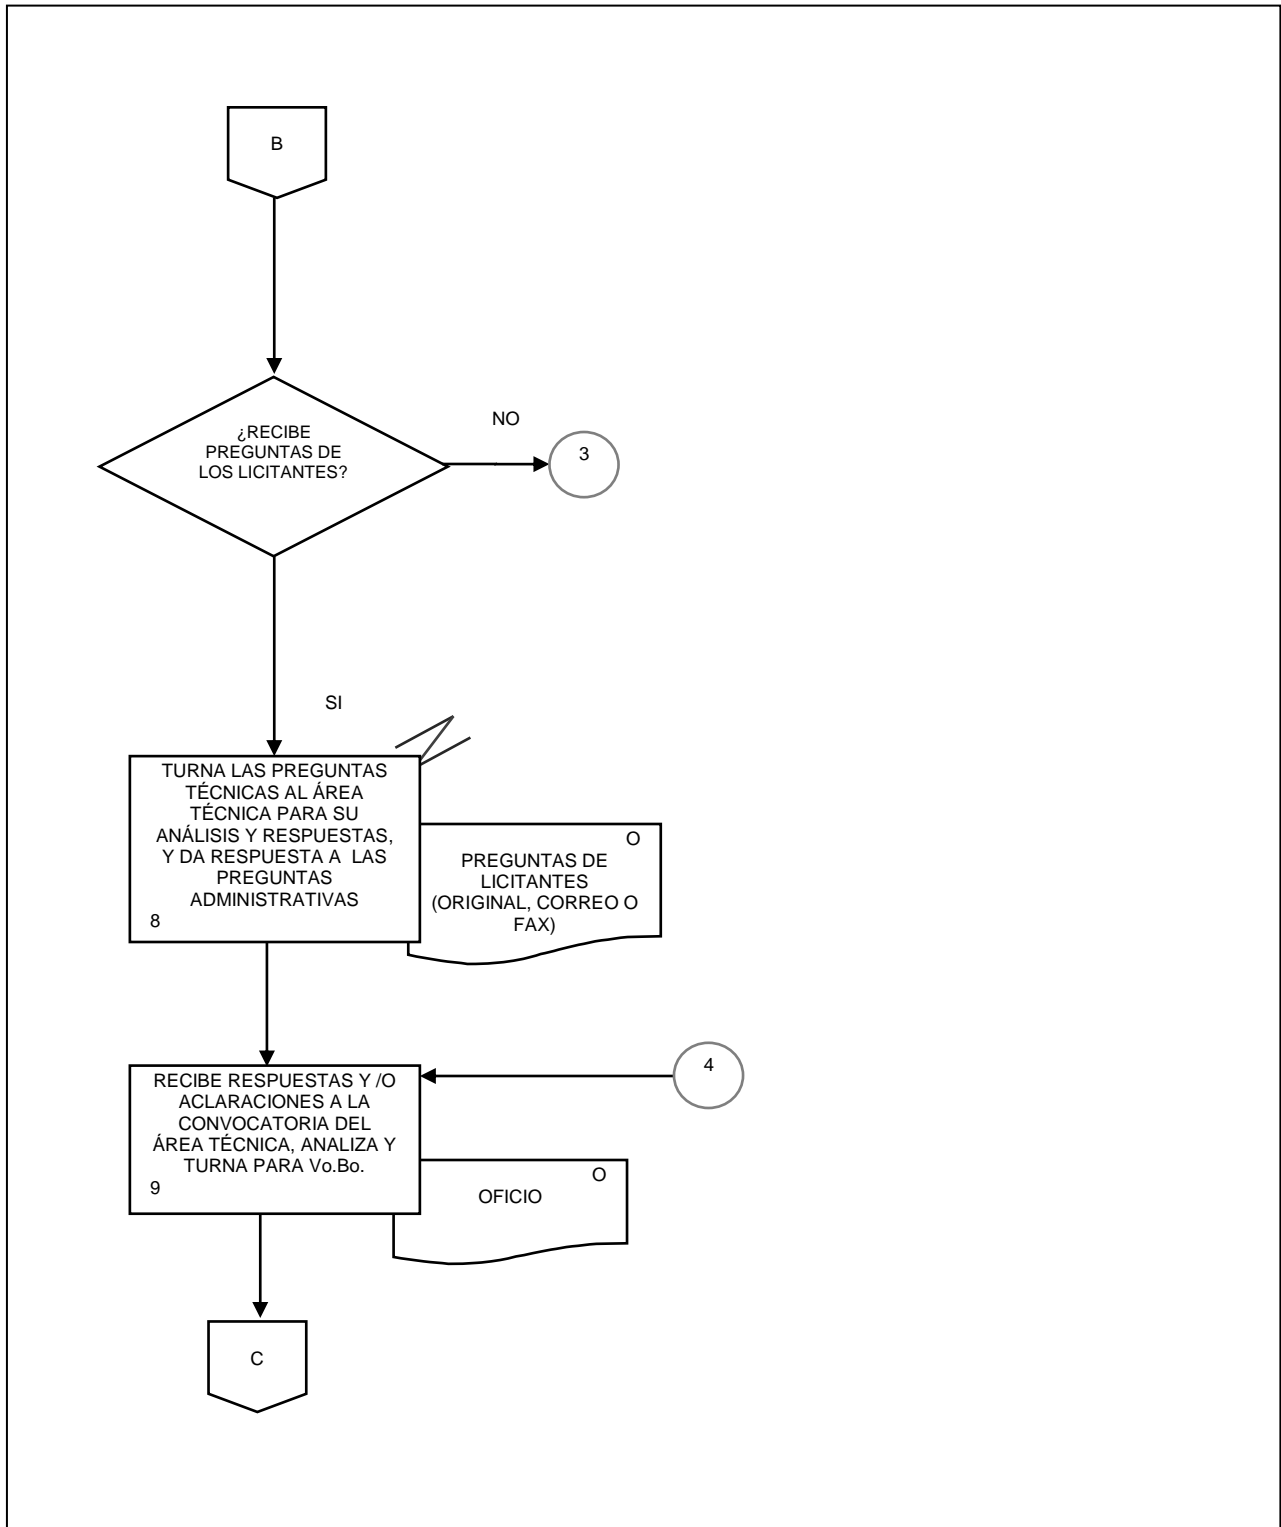 B
¿RECIBE
PREGUNTAS DE
LOS LICITANTES?
NO
3
SI
TURNA LAS PREGUNTAS
TÉCNICAS AL ÁREA
TÉCNICA PARA SU
ANÁLISIS Y RESPUESTAS,
Y DA RESPUESTA A LAS
PREGUNTAS
ADMINISTRATIVAS
8
O
PREGUNTAS DE
LICITANTES
(ORIGINAL, CORREO O
FAX)
4
RECIBE RESPUESTAS Y /O
ACLARACIONES A LA
CONVOCATORIA DEL
ÁREA TÉCNICA, ANALIZA Y
TURNA PARA Vo.Bo.
9
O
OFICIO
C